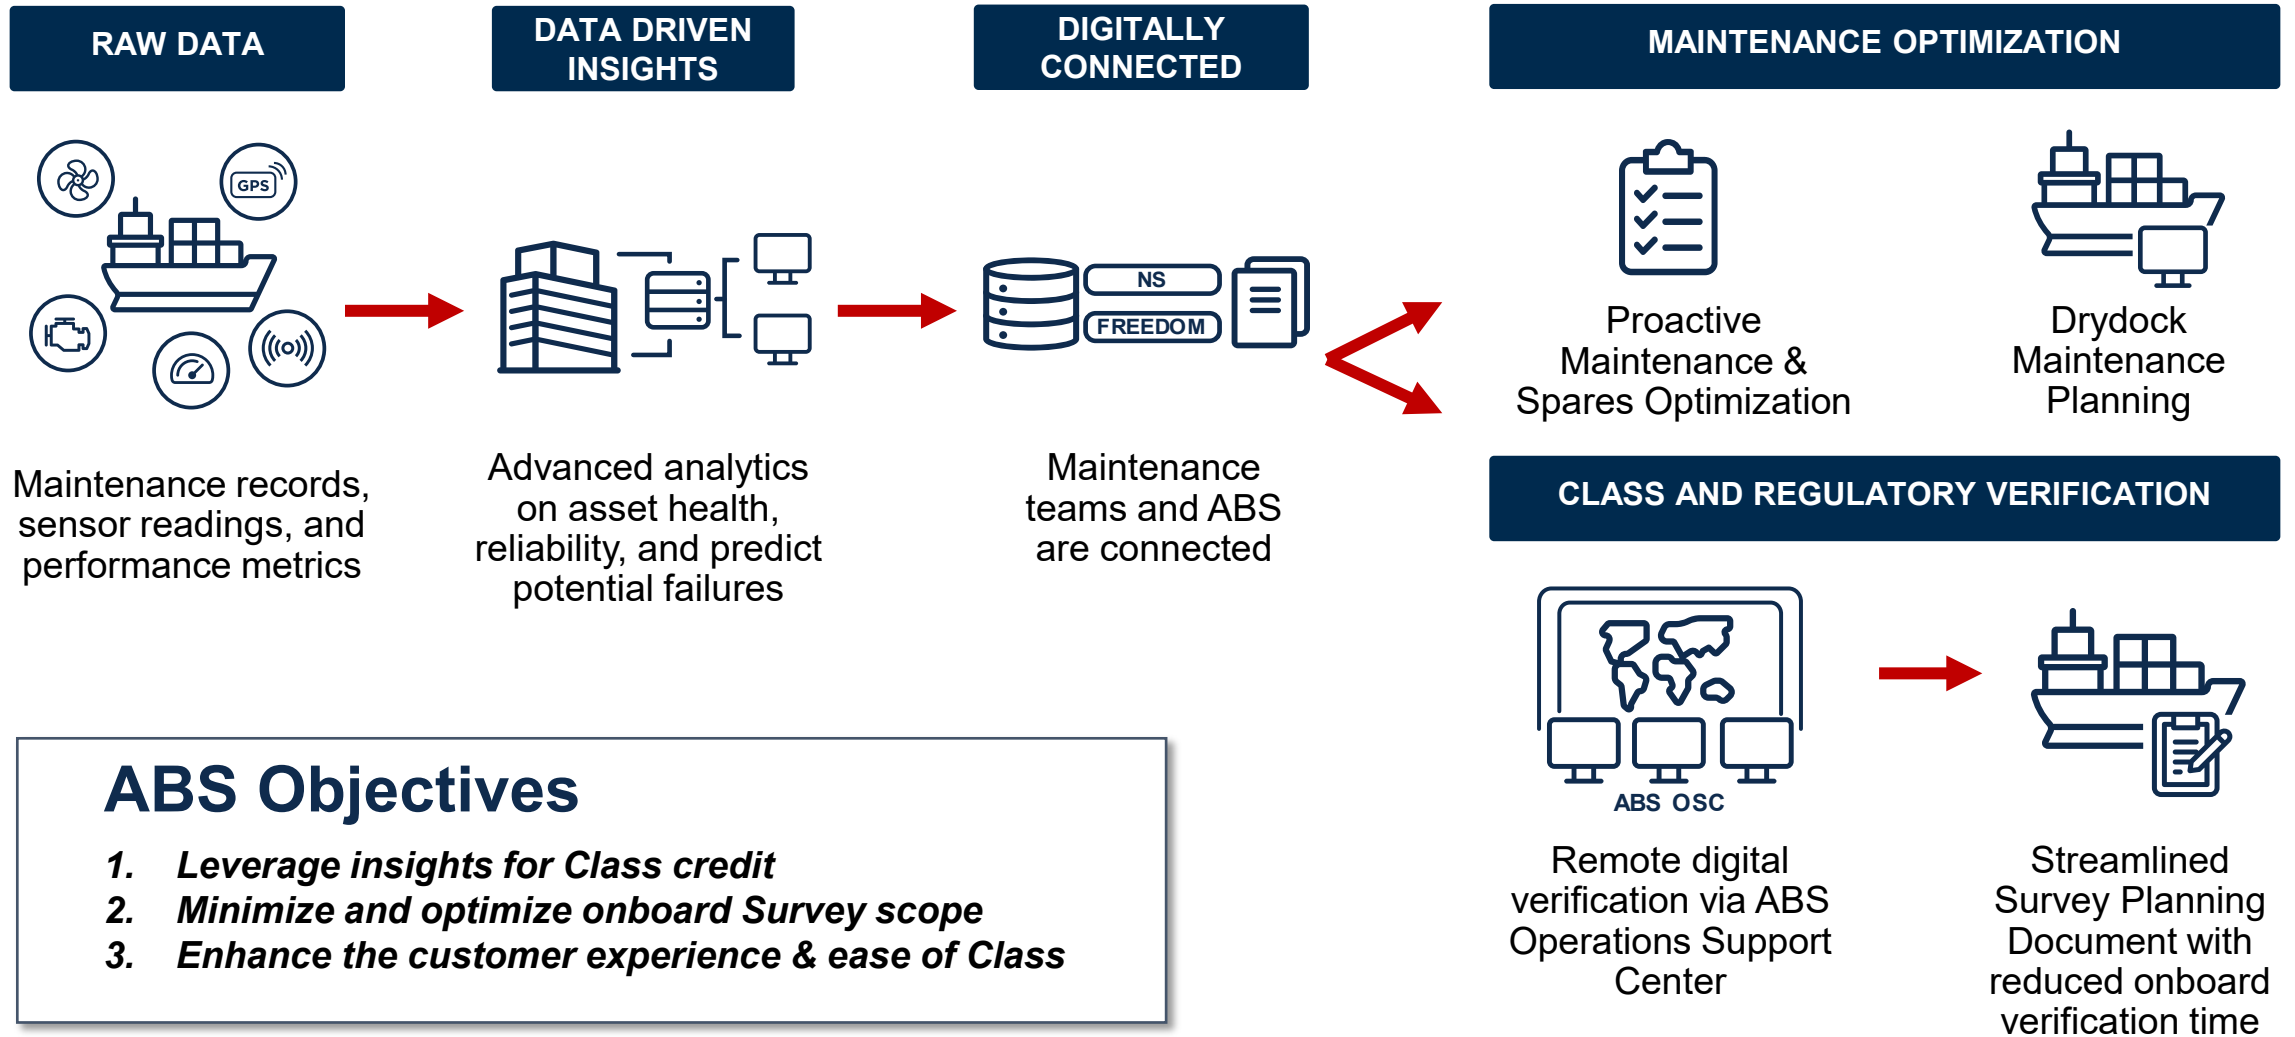 RAW DATA
GPS
Maintenance records,
sensor readings, and
performance metrics
DATA DRIVEN
INSIGHTS
Advanced analytics
on asset health,
reliability, and predict
potential failures
DIGITALLY
CONNECTED
NS
FREEDOM
Maintenance
teams and ABS
are connected
MAINTENANCE OPTIMIZATION
Proactive
Maintenance &
Spares Optimization
Drydock
Maintenance
Planning
CLASS AND REGULATORY VERIFICATION
ABS OSC
Remote digital
verification via ABS
Operations Support
Center
Streamlined
Survey Planning
Document with
reduced onboard
verification time
ABS Objectives
1. Leverage insights for Class credit
2. Minimize and optimize onboard Survey scope
3. Enhance the customer experience & ease of Class